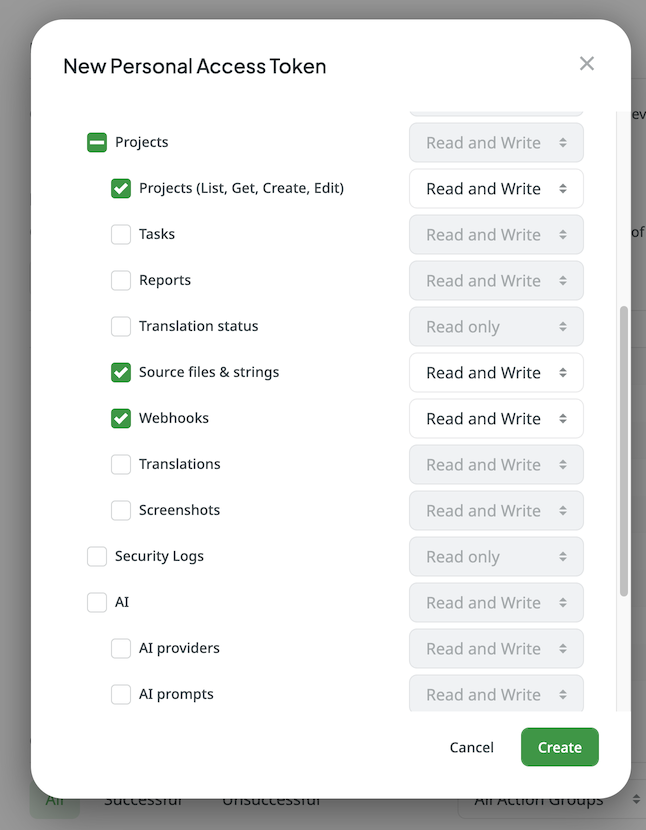 New Personal Access Token
Projects Read and Write
Projects (List, Get, Create, Edit) Read and Write
Tasks Read and Write
Reports Read and Write
Translation status Read only
Source files & strings Read and Write
Webhooks Read and Write
Translations Read and Write
Screenshots Read and Write
Security Logs Read only
AI Read and Write
AI providers Read and Write
AI prompts Read and Write
Cancel Create
All Successful Unsuccessful All Action Groups
ev
of